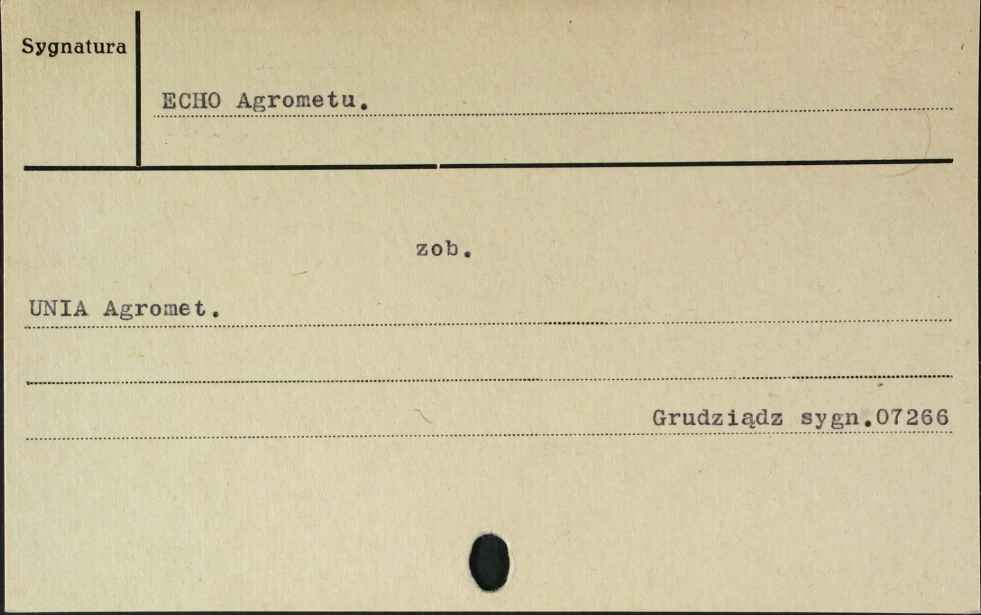 Sygnatura
ECHO Agrometu.
zob.
UNIA Agromet.
Grudziądz sygn.07266